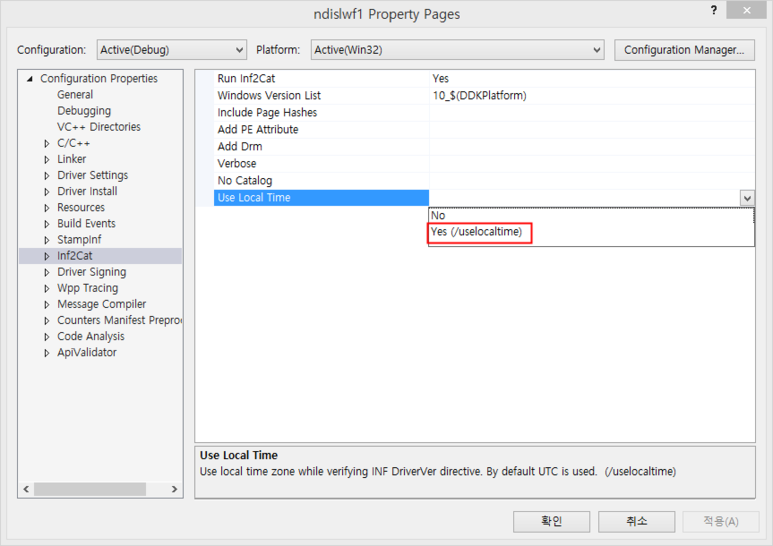 ndislwf1 Property Pages
?
Configuration: Active(Debug) Platform: Active(Win32) Configuration Manager...
Configuration Properties
General
Debugging
VC++ Directories
C/C++
Linker
Driver Settings
Driver Install
Resources
Build Events
StampInf
Inf2Cat
Driver Signing
Wpp Tracing
Message Compiler
Counters Manifest Preproc
Code Analysis
ApiValidator
Run Inf2Cat Yes
Windows Version List 10_$(DDKPlatform)
Include Page Hashes
Add PE Attribute
Add Drm
Verbose
No Catalog
Use Local Time
No
Yes (/uselocaltime)
Use Local Time
Use local time zone while verifying INF DriverVer directive. By default UTC is used. (/uselocaltime)
확인 취소 적용(A)